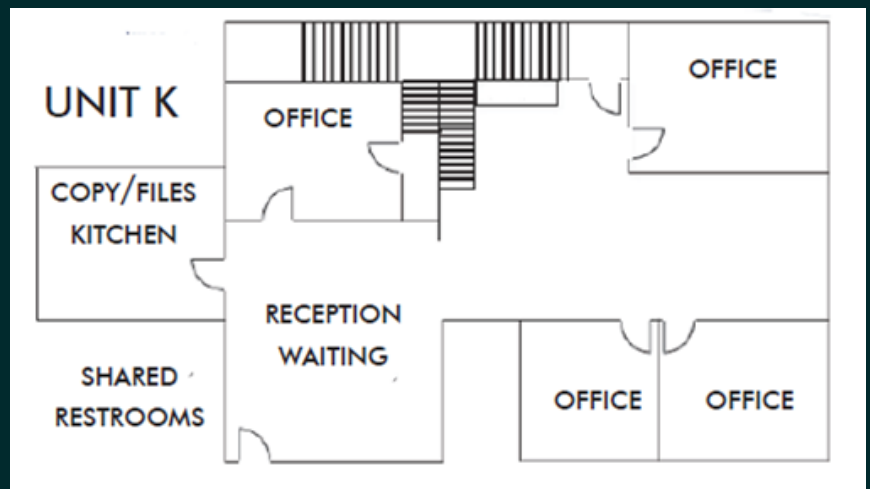 UNIT K
OFFICE
OFFICE
COPY/FILES
KITCHEN
RECEPTION
WAITING
SHARED
RESTROOMS
OFFICE
OFFICE